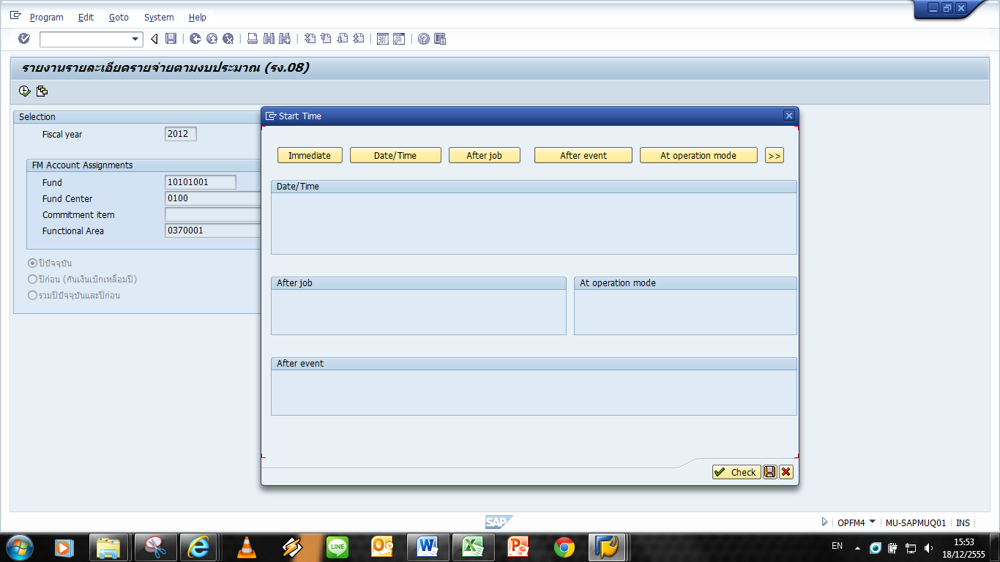 Program Edit Goto System Help
รายงานรายละเอียดรายจ่ายตามงบประมาณ (รง.08)
Selection
Fiscal year 2012
FM Account Assignments
Fund 10101001
Fund Center 0100
Commitment item
Functional Area 0370001
ปีปัจจุบัน
ปีก่อน (กันเงินเบิกเหลื่อมปี)
รวมปีปัจจุบันและปีก่อน
Start Time
Immediate Date/Time After job After event At operation mode >>
Date/Time
After job At operation mode
After event
Check
SAP
OPFM4 MU-SAPMUQ01 INS
LINE
EN 15:53
18/12/2555